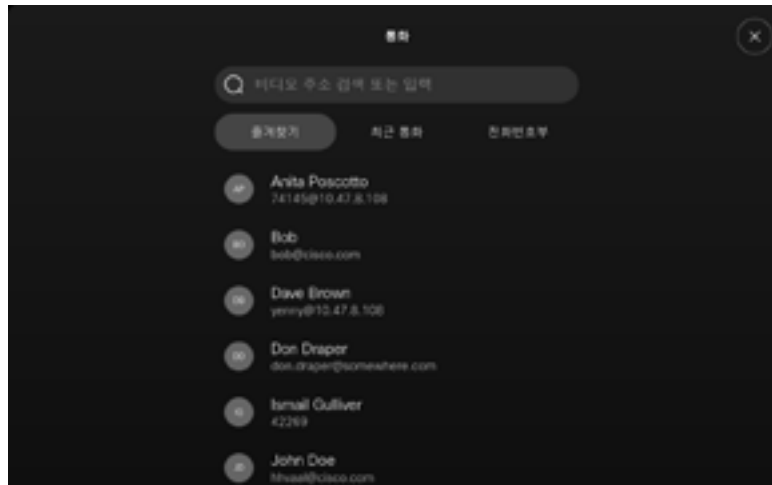 통화
비디오 주소 검색 또는 입력
즐겨찾기
최근 통화
전화번호부
AP
Anita Poscotto
74145@10.47.8.108
BO
Bob
bob@cisco.com
DB
Dave Brown
yenny@10.47.8.108
DD
Don Draper
don.draper@somewhere.com
Ismail Gulliver
42269
JD
John Doe